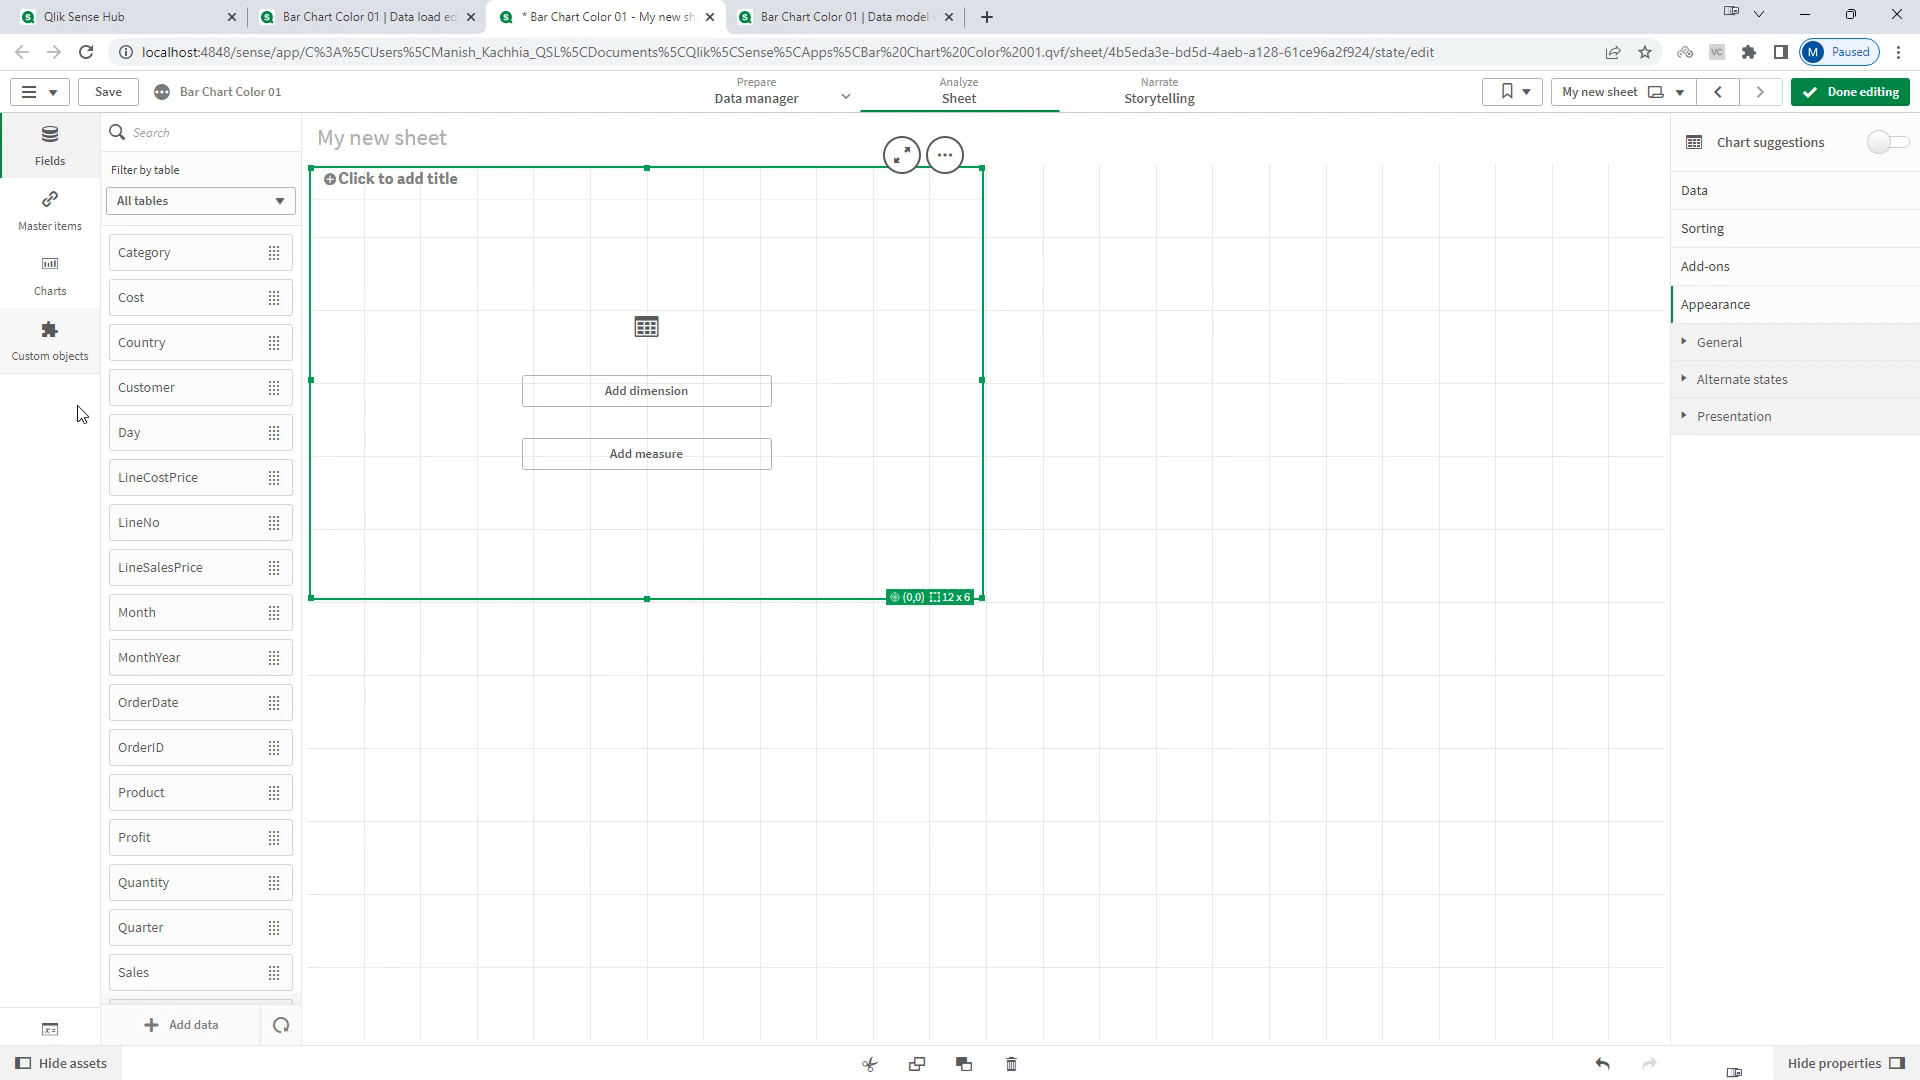 Qlik Sense Hub
Bar Chart Color 01 | Data load ed
* Bar Chart Color 01 - My new sh
Bar Chart Color 01 | Data model
localhost:4848/sense/app/C%3A%5CUsers%5CManish_Kachhia_QSL%5CDocuments%5CQlik%5CSense%5CApps%5CBar%20Chart%20Color%2001.qvf/sheet/4b5eda3e-bd5d-4aeb-a128-61ce96a2f924/state/edit
VC
M Paused
Save
Bar Chart Color 01
Prepare
Data manager
Analyze
Sheet
Narrate
Storytelling
My new sheet
Done editing
Fields
Master items
Charts
Custom objects
Search
Filter by table
All tables
Category
Cost
Country
Customer
Day
LineCostPrice
LineNo
LineSalesPrice
Month
MonthYear
OrderDate
OrderID
Product
Profit
Quantity
Quarter
Sales
Add data
My new sheet
Click to add title
Add dimension
Add measure
(0,0) 12 x 6
Chart suggestions
Data
Sorting
Add-ons
Appearance
General
Alternate states
Presentation
Hide assets
Hide properties